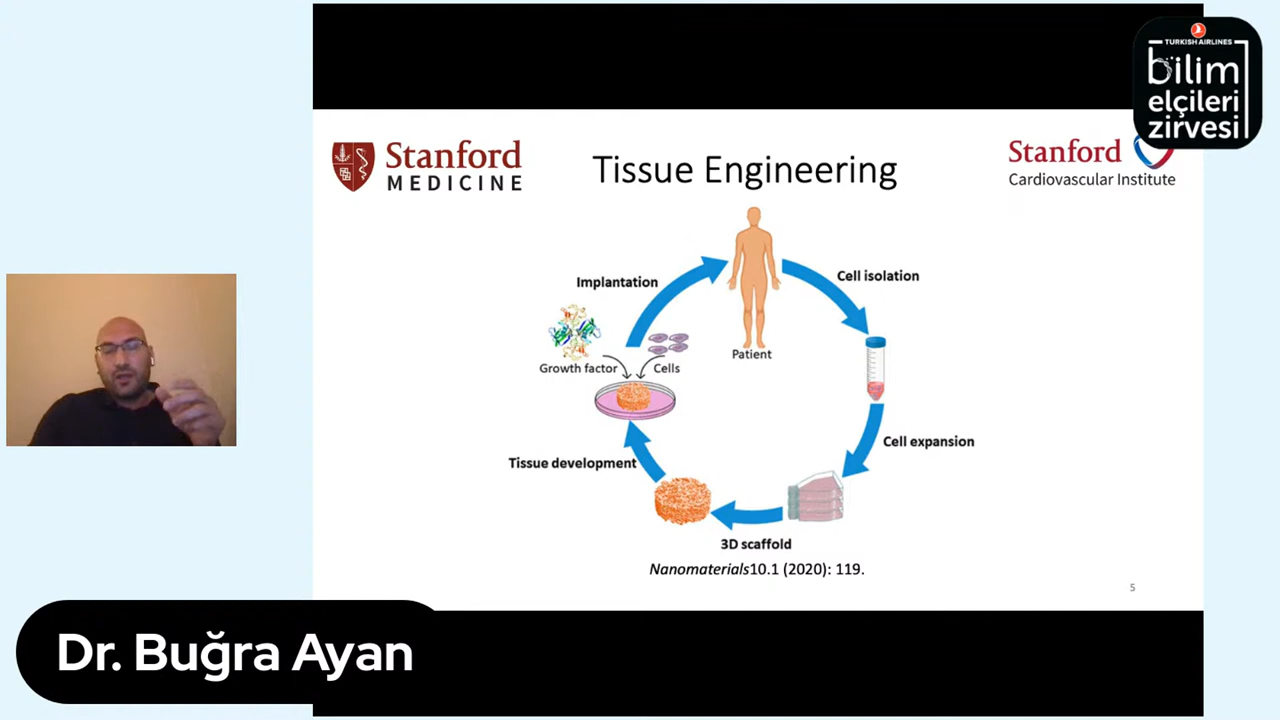 TURKISH AIRLINES
bilim
elçileri
zirvesi
Stanford
MEDICINE
Tissue Engineering
Stanford
Cardiovascular Institute
Implantation
Cell isolation
Patient
Growth factor
Cells
Cell expansion
Tissue development
3D scaffold
Nanomaterials10.1 (2020): 119.
5
Dr. Buğra Ayan